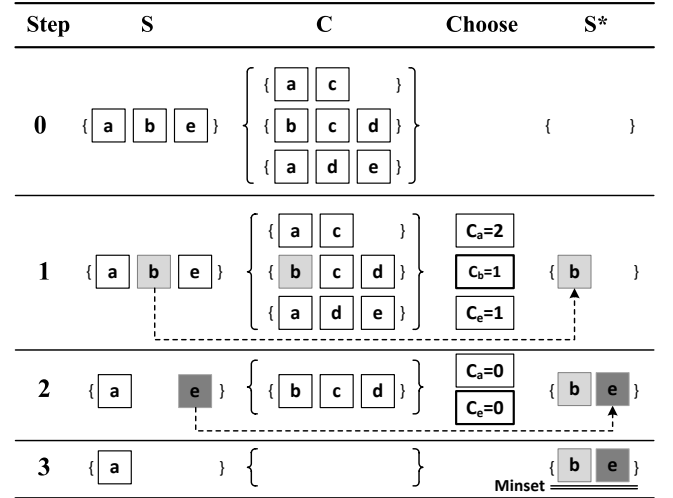 Step S C Choose S*
{ a c }
0 { a b e } { { b c d } } { }
{ a d e }
{ a c } Ca=2
1 { a b e } { { b c d } } Cb=1 { b }
{ a d e } Ce=1
Ca=0
2 { a e } { { b c d } } { b e }
Ce=0
3 { a } { } { b e }
Minset